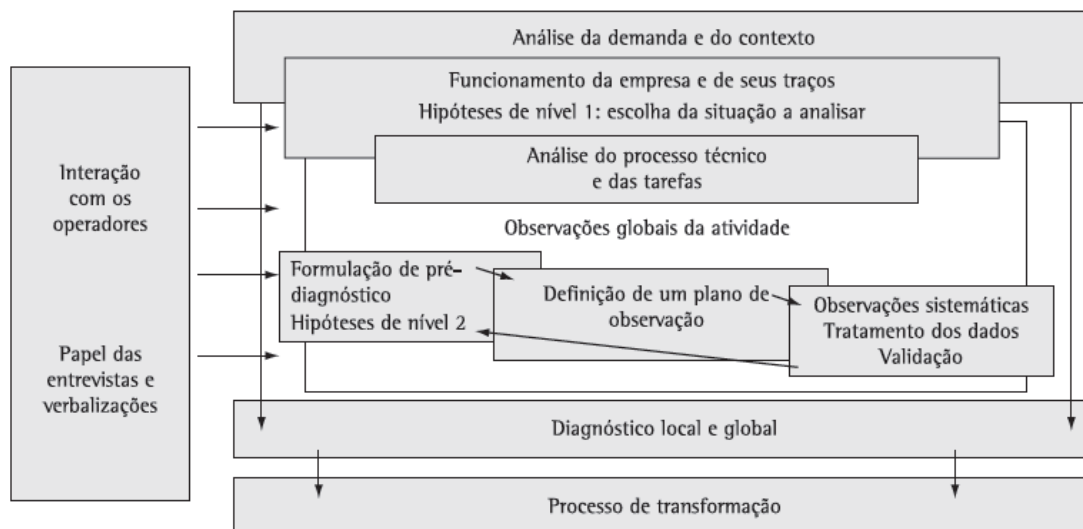 Análise da demanda e do contexto
Funcionamento da empresa e de seus traços
Hipóteses de nível 1: escolha da situação a analisar
Análise do processo técnico
e das tarefas
Interação
com os
operadores
Papel das
entrevistas e
verbalizações
Observações globais da atividade
Formulação de pré-
diagnóstico
Hipóteses de nível 2
Definição de um plano de
observação
Observações sistemáticas
Tratamento dos dados
Validação
Diagnóstico local e global
Processo de transformação